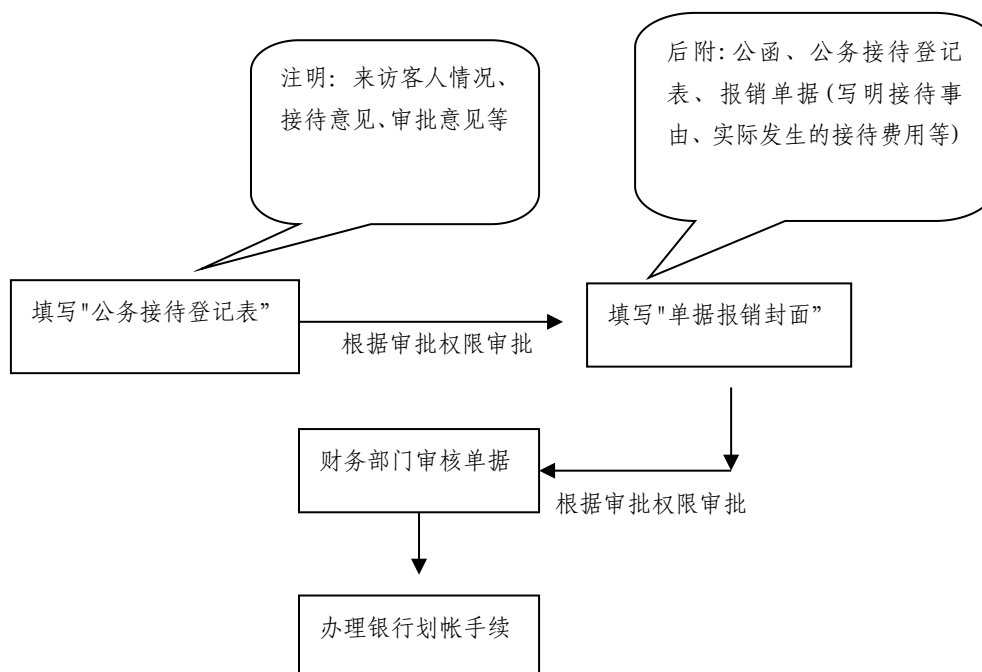 注明：来访客人情况、
接待意见、审批意见等
后附:公函、公务接待登记
表、报销单据(写明接待事
由、实际发生的接待费用等)
填写"公务接待登记表”
根据审批权限审批
填写"单据报销封面”
财务部门审核单据
根据审批权限审批
办理银行划帐手续